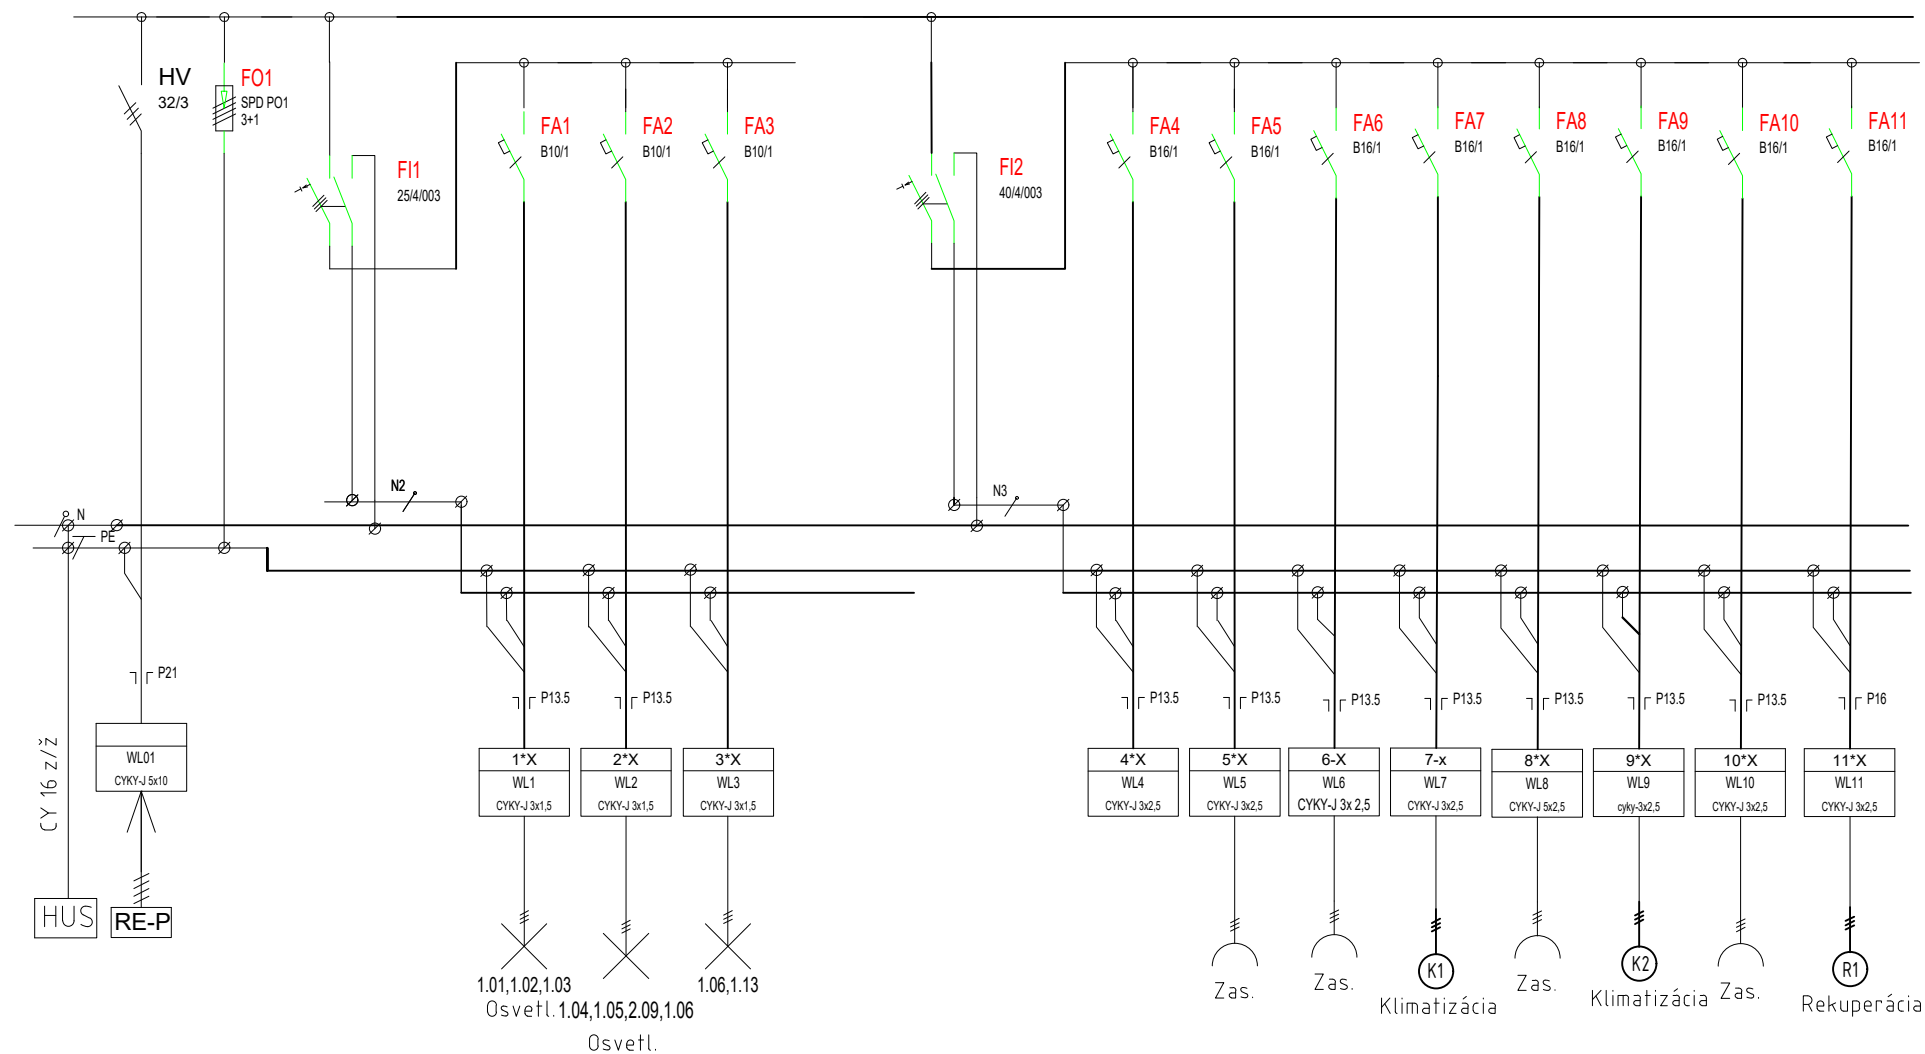 HV
32/3
FO1
SPD PO1
3+1
FI1
25/4/003
FA1
B10/1
FA2
B10/1
FA3
B10/1
FI2
40/4/003
FA4
B16/1
FA5
B16/1
FA6
B16/1
FA7
B16/1
FA8
B16/1
FA9
B16/1
FA10
B16/1
FA11
B16/1
N2
N3
N
PE
P21
P13.5
P13.5
P13.5
P13.5
P13.5
P13.5
P13.5
P13.5
P13.5
P13.5
P16
CY 16 z/ž
WL01
CYKY-J 5x10
HUS
RE-P
1*X
WL1
CYKY-J 3x1,5
2*X
WL2
CYKY-J 3x1,5
3*X
WL3
CYKY-J 3x1,5
4*X
WL4
CYKY-J 3x2,5
5*X
WL5
CYKY-J 3x2,5
6-X
WL6
CYKY-J 3x 2,5
7-x
WL7
CYKY-J 3x2,5
8*X
WL8
CYKY-J 5x2,5
9*X
WL9
cyky-3x2,5
10*X
WL10
CYKY-J 3x2,5
11*X
WL11
CYKY-J 3x2,5
1.01,1.02,1.03
Osvetl.
1.04,1.05,2.09,1.06
Osvetl.
1.06,1.13
Zas.
Zas.
K1
Klimatizácia
Zas.
K2
Klimatizácia
Zas.
R1
Rekuperácia